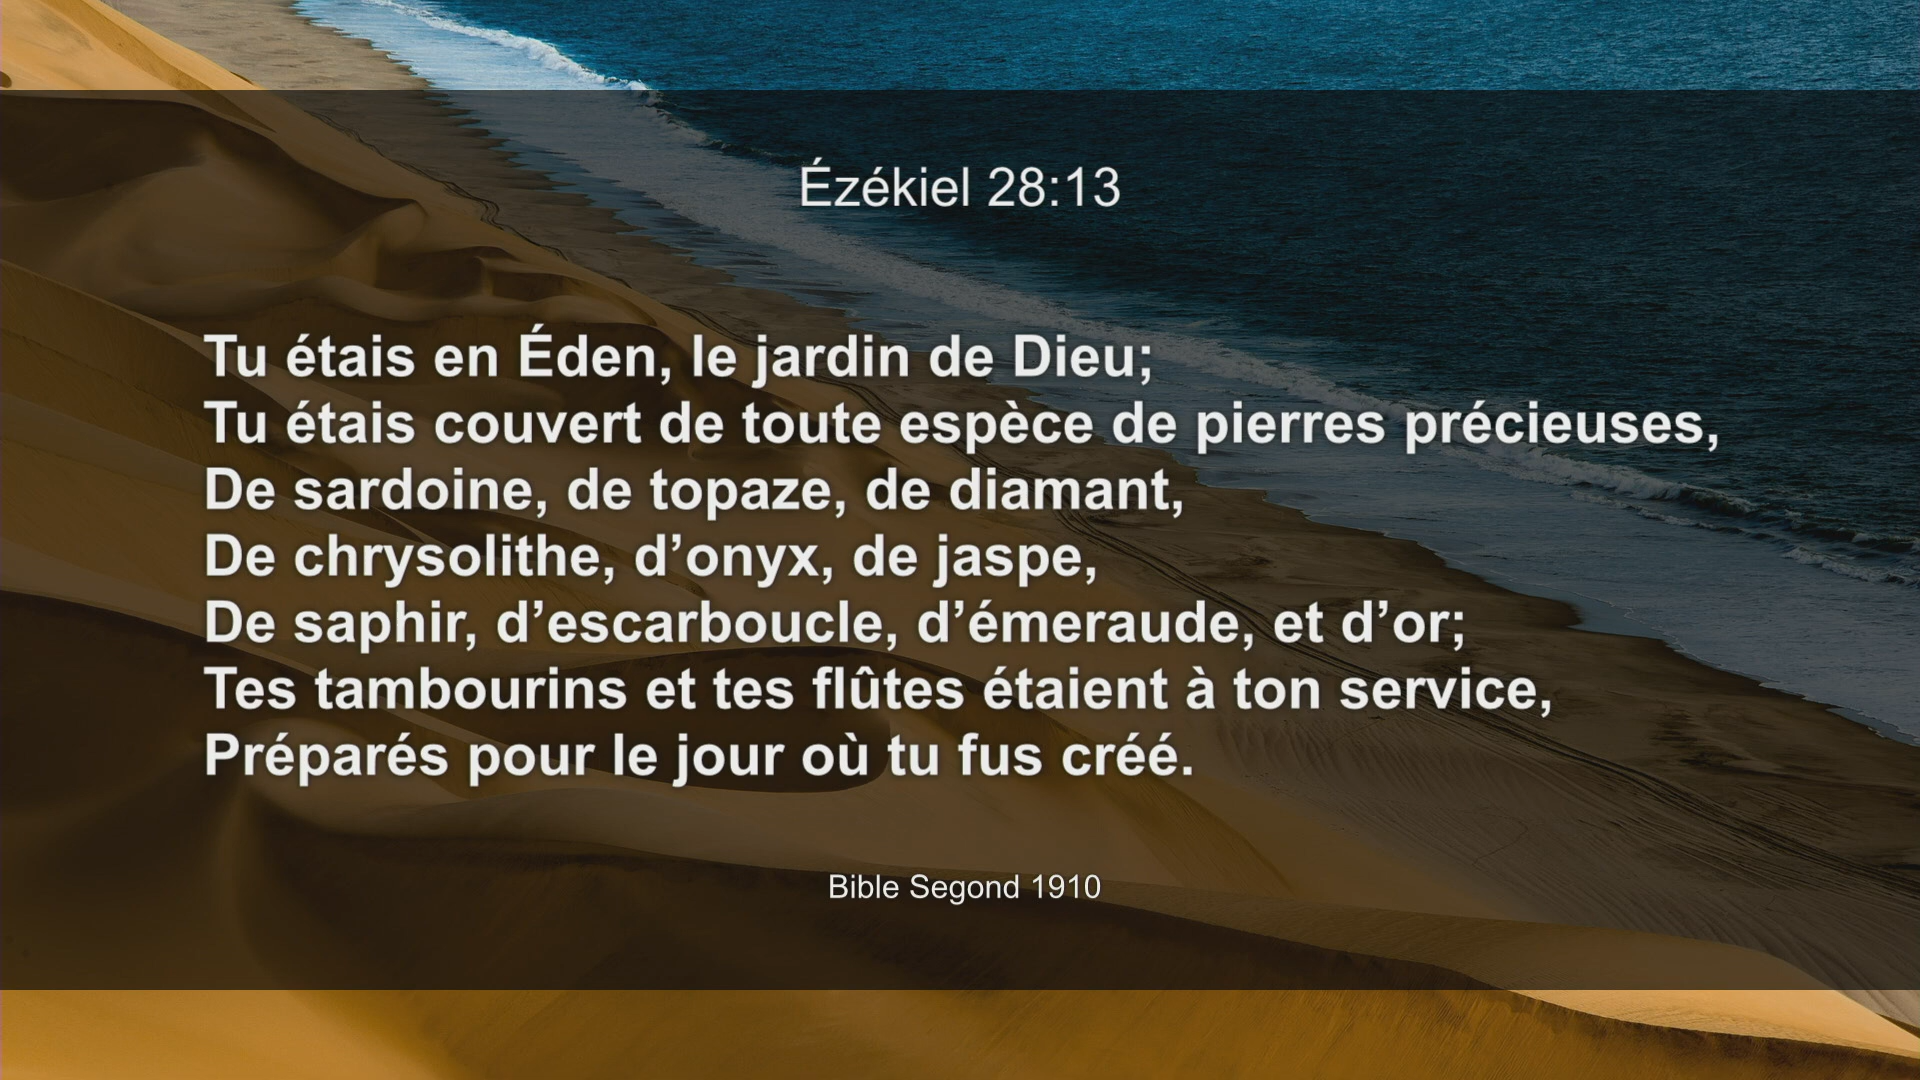 Ézékiel 28:13
Tu étais en Éden, le jardin de Dieu;
Tu étais couvert de toute espèce de pierres précieuses,
De sardoine, de topaze, de diamant,
De chrysolithe, d’onyx, de jaspe,
De saphir, d’escarboucle, d’émeraude, et d’or;
Tes tambourins et tes flûtes étaient à ton service,
Préparés pour le jour où tu fus créé.
Bible Segond 1910